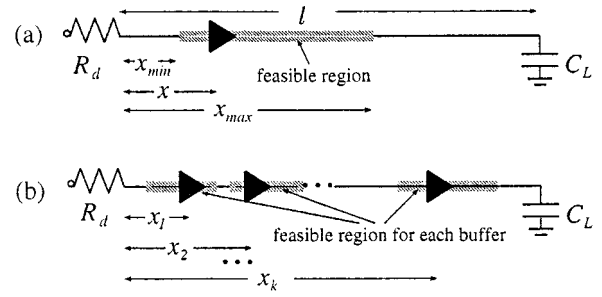 l
(a)
R_d
x_min
feasible region
C_L
x
x_max
(b)
R_d
x_1
feasible region for each buffer
C_L
x_2
• • •
x_k